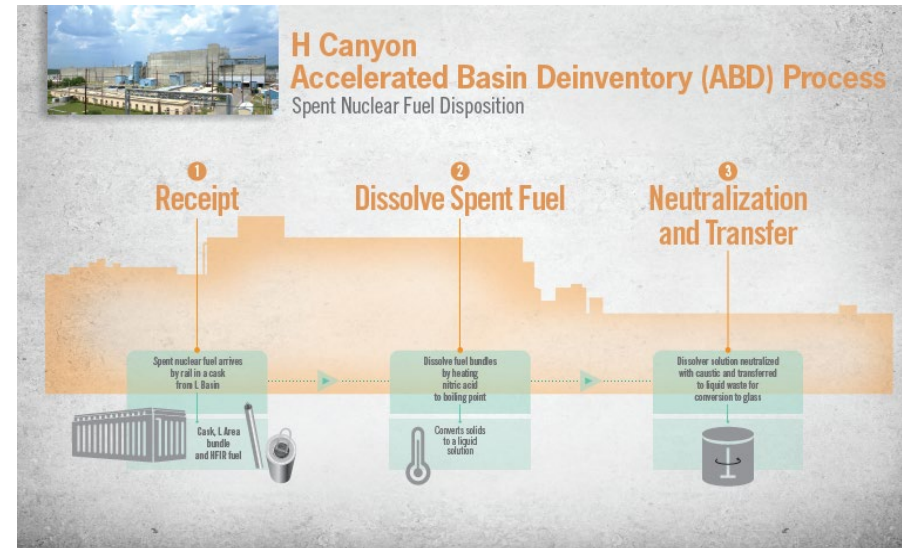 H Canyon
Accelerated Basin Deinventory (ABD) Process
Spent Nuclear Fuel Disposition
1
Receipt
Spent nuclear fuel arrives
by rail in a cask
from L Basin
Cask, L Area
bundle
and HFIR fuel
2
Dissolve Spent Fuel
Dissolve fuel bundles
by heating
nitric acid
to boiling point
Converts solids
to a liquid
solution
3
Neutralization
and Transfer
Dissolver solution neutralized
with caustic and transferred
to liquid waste for
conversion to glass